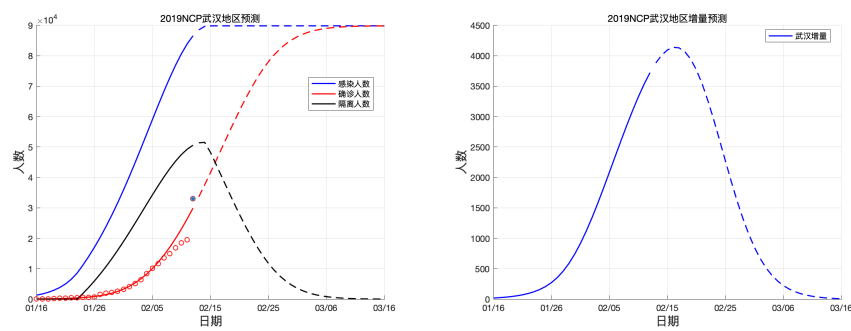 2019NCP武汉地区预测
×10⁴
9
8
7
6
5
4
3
2
1
0
人数
感染人数
确诊人数
隔离人数
01/16 01/26 02/05 02/15 02/25 03/06 03/16
日期
2019NCP武汉地区增量预测
4500
4000
3500
3000
2500
2000
1500
1000
500
0
人数
武汉增量
01/16 01/26 02/05 02/15 02/25 03/06 03/16
日期